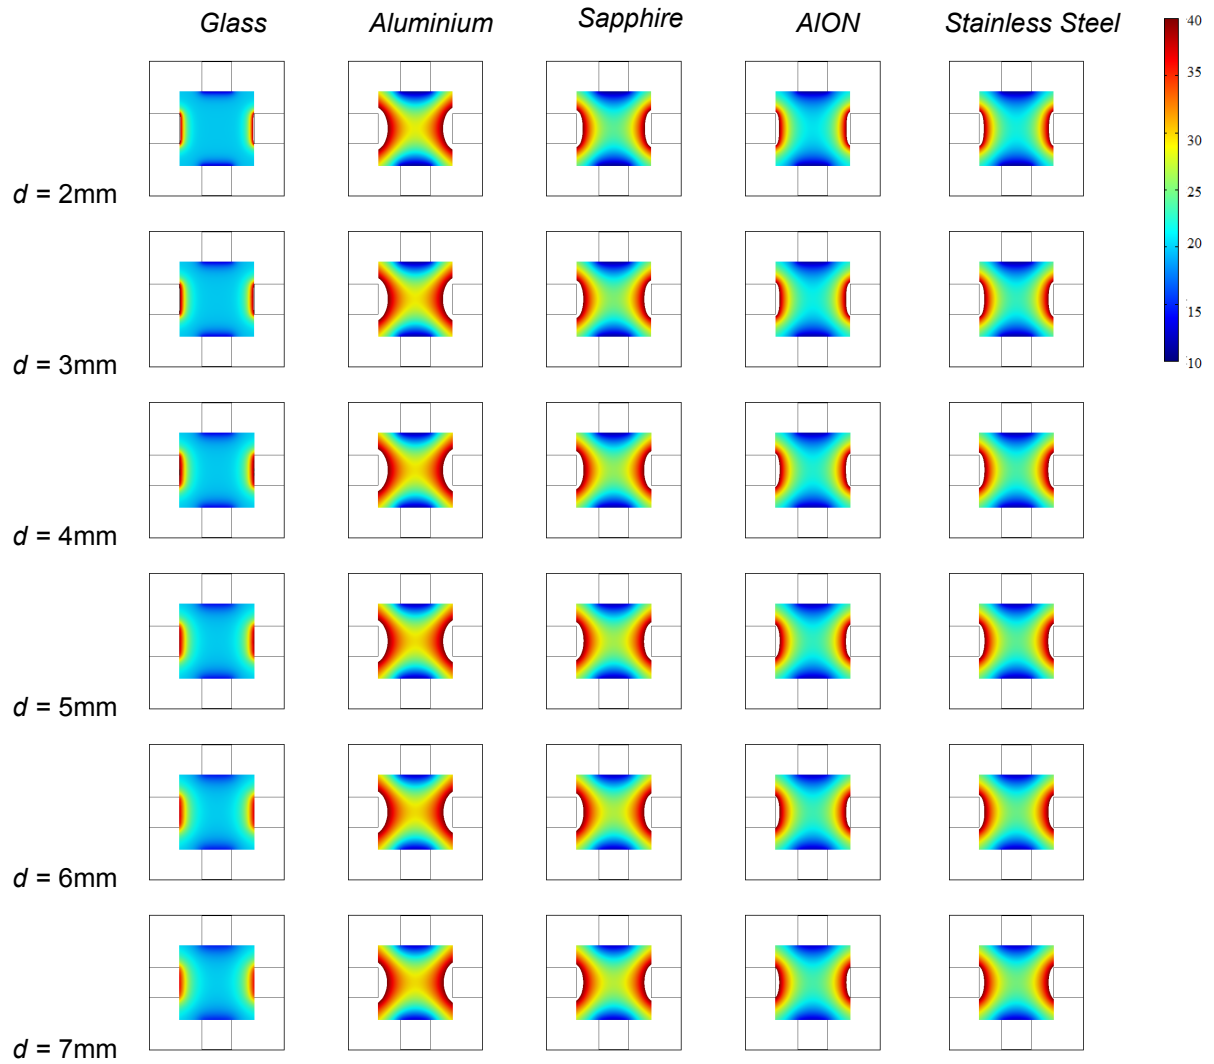 Glass Aluminium Sapphire AlON Stainless Steel
40
35
30
25
20
15
10
d = 2mm
d = 3mm
d = 4mm
d = 5mm
d = 6mm
d = 7mm